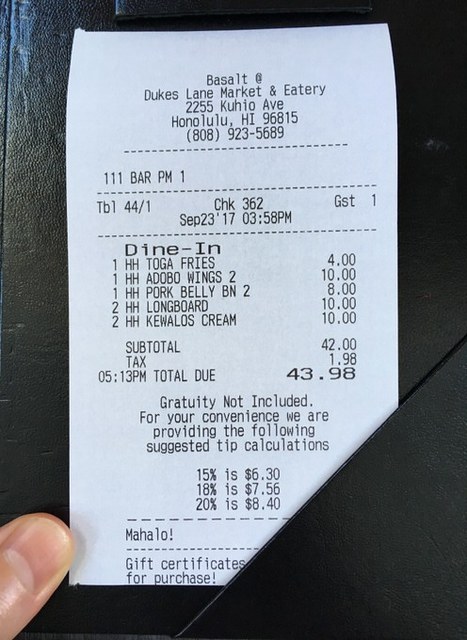 Basalt @
Dukes Lane Market & Eatery
2255 Kuhio Ave
Honolulu, HI 96815
(808) 923-5689
111 BAR PM 1
Tbl 44/1 Chk 362 Gst 1
Sep23'17 03:58PM
Dine-In
1 HH TOGA FRIES 4.00
1 HH ADOBO WINGS 2 10.00
1 HH PORK BELLY BN 2 8.00
2 HH LONGBOARD 10.00
2 HH KEWALOS CREAM 10.00
SUBTOTAL 42.00
TAX 1.98
05:13PM TOTAL DUE 43.98
Gratuity Not Included.
For your convenience we are
providing the following
suggested tip calculations
15% is $6.30
18% is $7.56
20% is $8.40
Mahalo!
Gift certificates
for purchase!